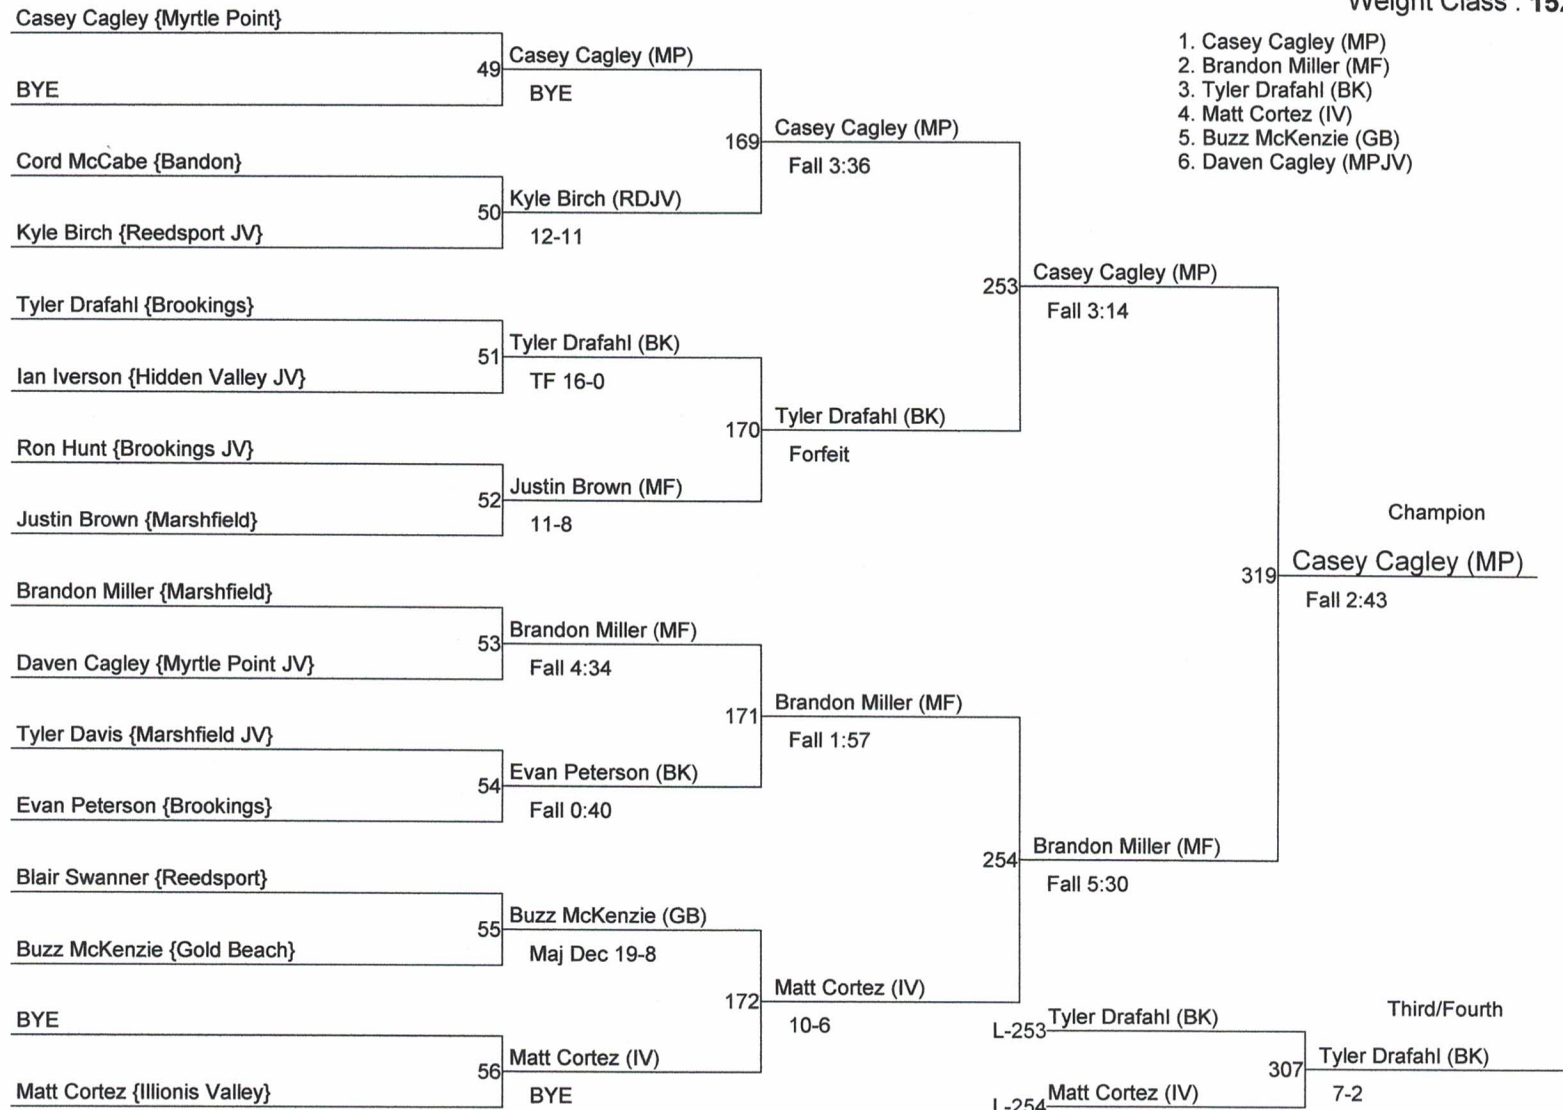 Weight Class :
1. Casey Cagley (MP)
2. Brandon Miller (MF)
3. Tyler Drafahl (BK)
4. Matt Cortez (IV)
5. Buzz McKenzie (GB)
6. Daven Cagley (MPJV)
Casey Cagley {Myrtle Point}
BYE
49
Casey Cagley (MP)
BYE
Cord McCabe {Bandon}
Kyle Birch {Reedsport JV}
50
Kyle Birch (RDJV)
12-11
169
Casey Cagley (MP)
Fall 3:36
Tyler Drafahl {Brookings}
Ian Iverson {Hidden Valley JV}
51
Tyler Drafahl (BK)
TF 16-0
Ron Hunt {Brookings JV}
Justin Brown {Marshfield}
52
Justin Brown (MF)
11-8
170
Tyler Drafahl (BK)
Forfeit
253
Casey Cagley (MP)
Fall 3:14
Brandon Miller {Marshfield}
Daven Cagley {Myrtle Point JV}
53
Brandon Miller (MF)
Fall 4:34
Tyler Davis {Marshfield JV}
Evan Peterson {Brookings}
54
Evan Peterson (BK)
Fall 0:40
171
Brandon Miller (MF)
Fall 1:57
Blair Swanner {Reedsport}
Buzz McKenzie {Gold Beach}
55
Buzz McKenzie (GB)
Maj Dec 19-8
BYE
Matt Cortez {Illionis Valley}
56
Matt Cortez (IV)
BYE
172
Matt Cortez (IV)
10-6
254
Brandon Miller (MF)
Fall 5:30
Champion
319
Casey Cagley (MP)
Fall 2:43
Third/Fourth
L-253
Tyler Drafahl (BK)
L-254
Matt Cortez (IV)
307
Tyler Drafahl (BK)
7-2